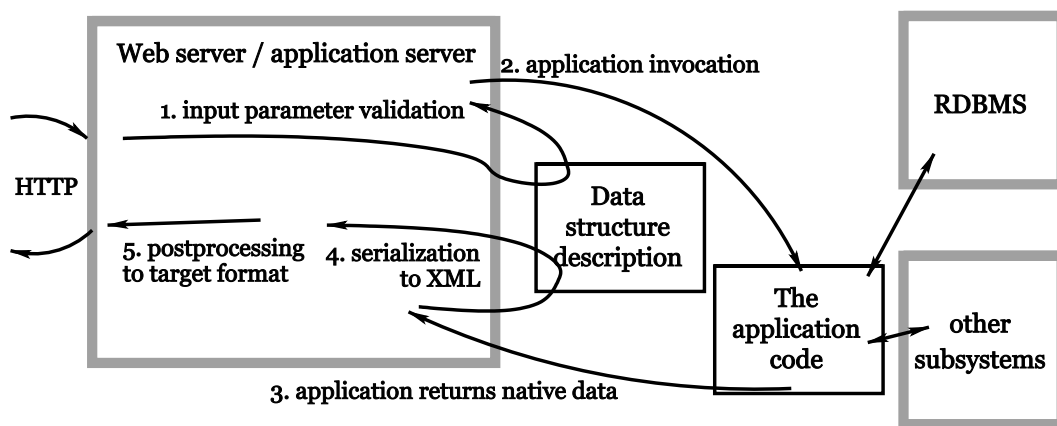 Web server / application server
2. application invocation
1. input parameter validation
RDBMS
HTTP
Data
structure
description
5. postprocessing
to target format
4. serialization
to XML
The
application
code
other
subsystems
3. application returns native data